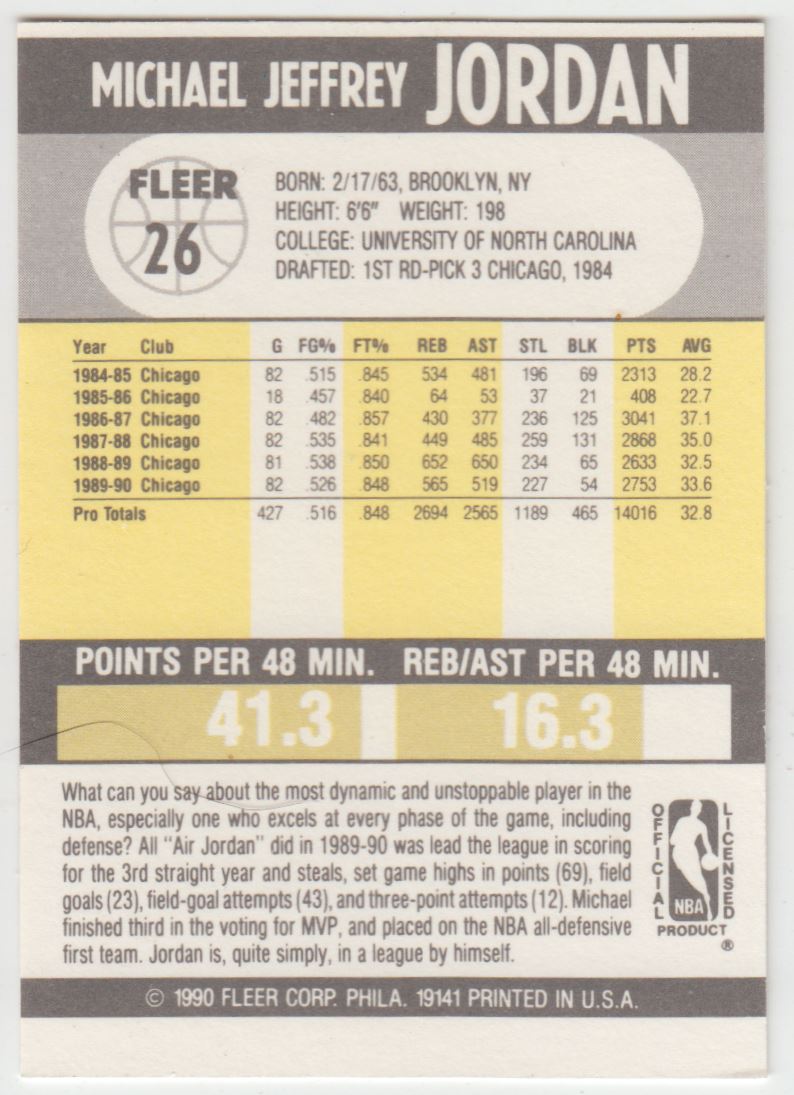 MICHAEL JEFFREY JORDAN
FLEER
26
BORN: 2/17/63, BROOKLYN, NY
HEIGHT: 6'6" WEIGHT: 198
COLLEGE: UNIVERSITY OF NORTH CAROLINA
DRAFTED: 1ST RD-PICK 3 CHICAGO, 1984
Year Club G FG% FT% REB AST STL BLK PTS AVG
1984-85 Chicago 82 .515 .845 534 481 196 69 2313 28.2
1985-86 Chicago 18 .457 .840 64 53 37 21 408 22.7
1986-87 Chicago 82 .482 .857 430 377 236 125 3041 37.1
1987-88 Chicago 82 .535 .841 449 485 259 131 2868 35.0
1988-89 Chicago 81 .538 .850 652 650 234 65 2633 32.5
1989-90 Chicago 82 .526 .848 565 519 227 54 2753 33.6
Pro Totals 427 .516 .848 2694 2565 1189 465 14016 32.8
POINTS PER 48 MIN. REB/AST PER 48 MIN.
41.3 16.3
What can you say about the most dynamic and unstoppable player in the
NBA, especially one who excels at every phase of the game, including
defense? All "Air Jordan" did in 1989-90 was lead the league in scoring
for the 3rd straight year and steals, set game highs in points (69), field
goals (23), field-goal attempts (43), and three-point attempts (12). Michael
finished third in the voting for MVP, and placed on the NBA all-defensive
first team. Jordan is, quite simply, in a league by himself.
OFFICIAL
NBA
LICENSED
PRODUCT
®
© 1990 FLEER CORP. PHILA. 19141 PRINTED IN U.S.A.